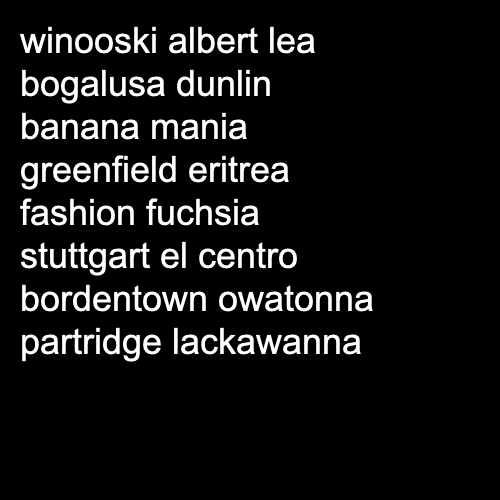 winooski albert lea
bogalusa dunlin
banana mania
greenfield eritrea
fashion fuchsia
stuttgart el centro
bordentown owatonna
partridge lackawanna